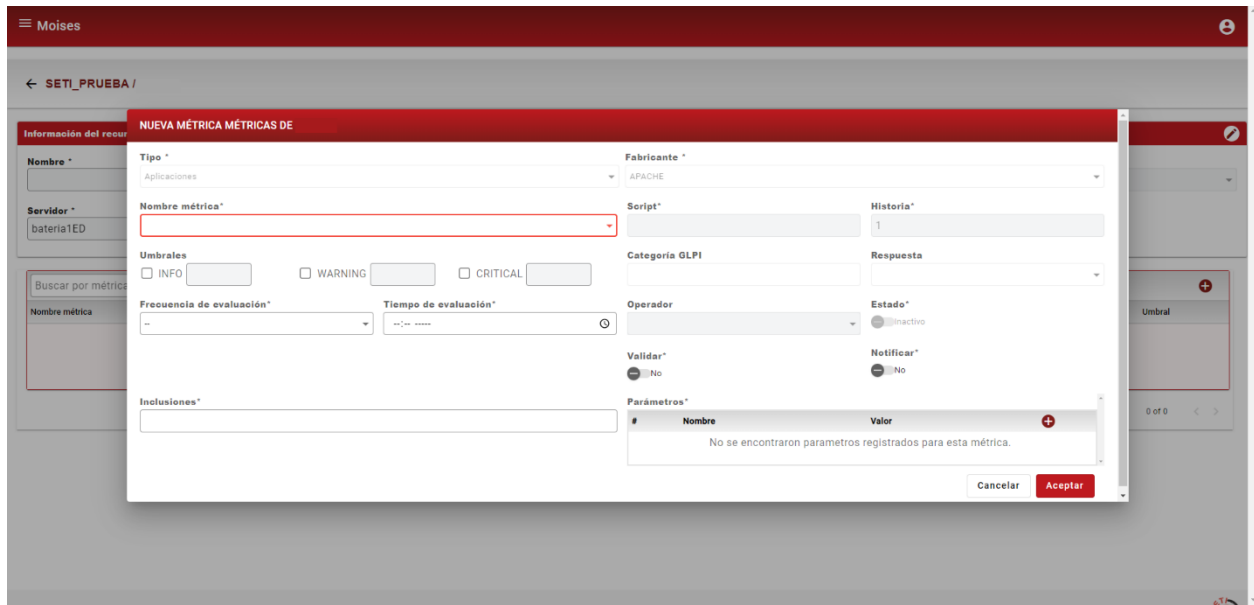 Moises
SETI_PRUEBA /
Información del recur
Nombre *
Servidor *
bateria1ED
Buscar por métrica
Nombre métrica
Umbral
0 of 0
NUEVA MÉTRICA MÉTRICAS DE
Tipo *
Fabricante *
Aplicaciones
APACHE
Nombre métrica*
Script*
Historia*
1
Umbrales
Categoría GLPI
Respuesta
INFO
WARNING
CRITICAL
Frecuencia de evaluación*
Tiempo de evaluación*
Operador
Estado*
--
--:-- -----
Inactivo
Validar*
Notificar*
No
No
Inclusiones*
Parámetros*
# Nombre Valor
No se encontraron parametros registrados para esta métrica.
Cancelar
Aceptar